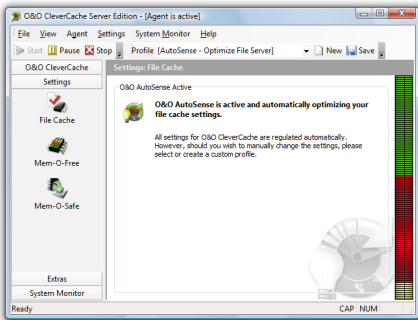 O&O CleverCache Server Edition - [Agent is active]
File View Agent Settings System Monitor Help
Start Pause Stop Profile [AutoSense - Optimize File Server] New Save
O&O CleverCache
Settings: File Cache
Settings
File Cache
Mem-O-Free
Mem-O-Safe
Extras
System Monitor
O&O AutoSense Active
O&O AutoSense is active and automatically optimizing your
file cache settings.
All settings for O&O CleverCache are regulated automatically.
However, should you wish to manually change the settings, please
select or create a custom profile.
%
Ready
CAP NUM